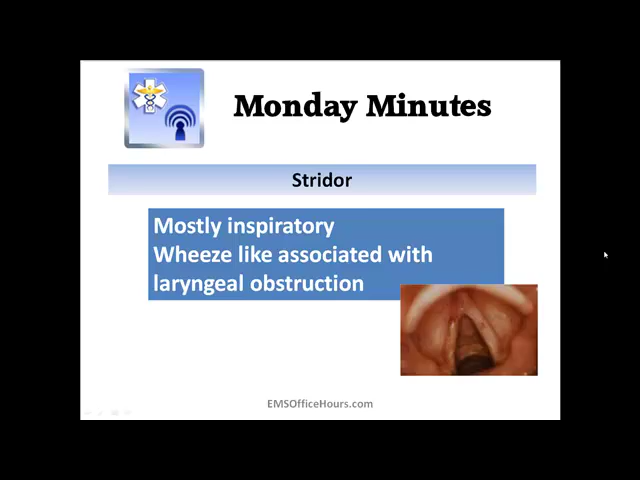 Monday Minutes
Stridor
Mostly inspiratory
Wheeze like associated with
laryngeal obstruction
EMSOfficeHours.com